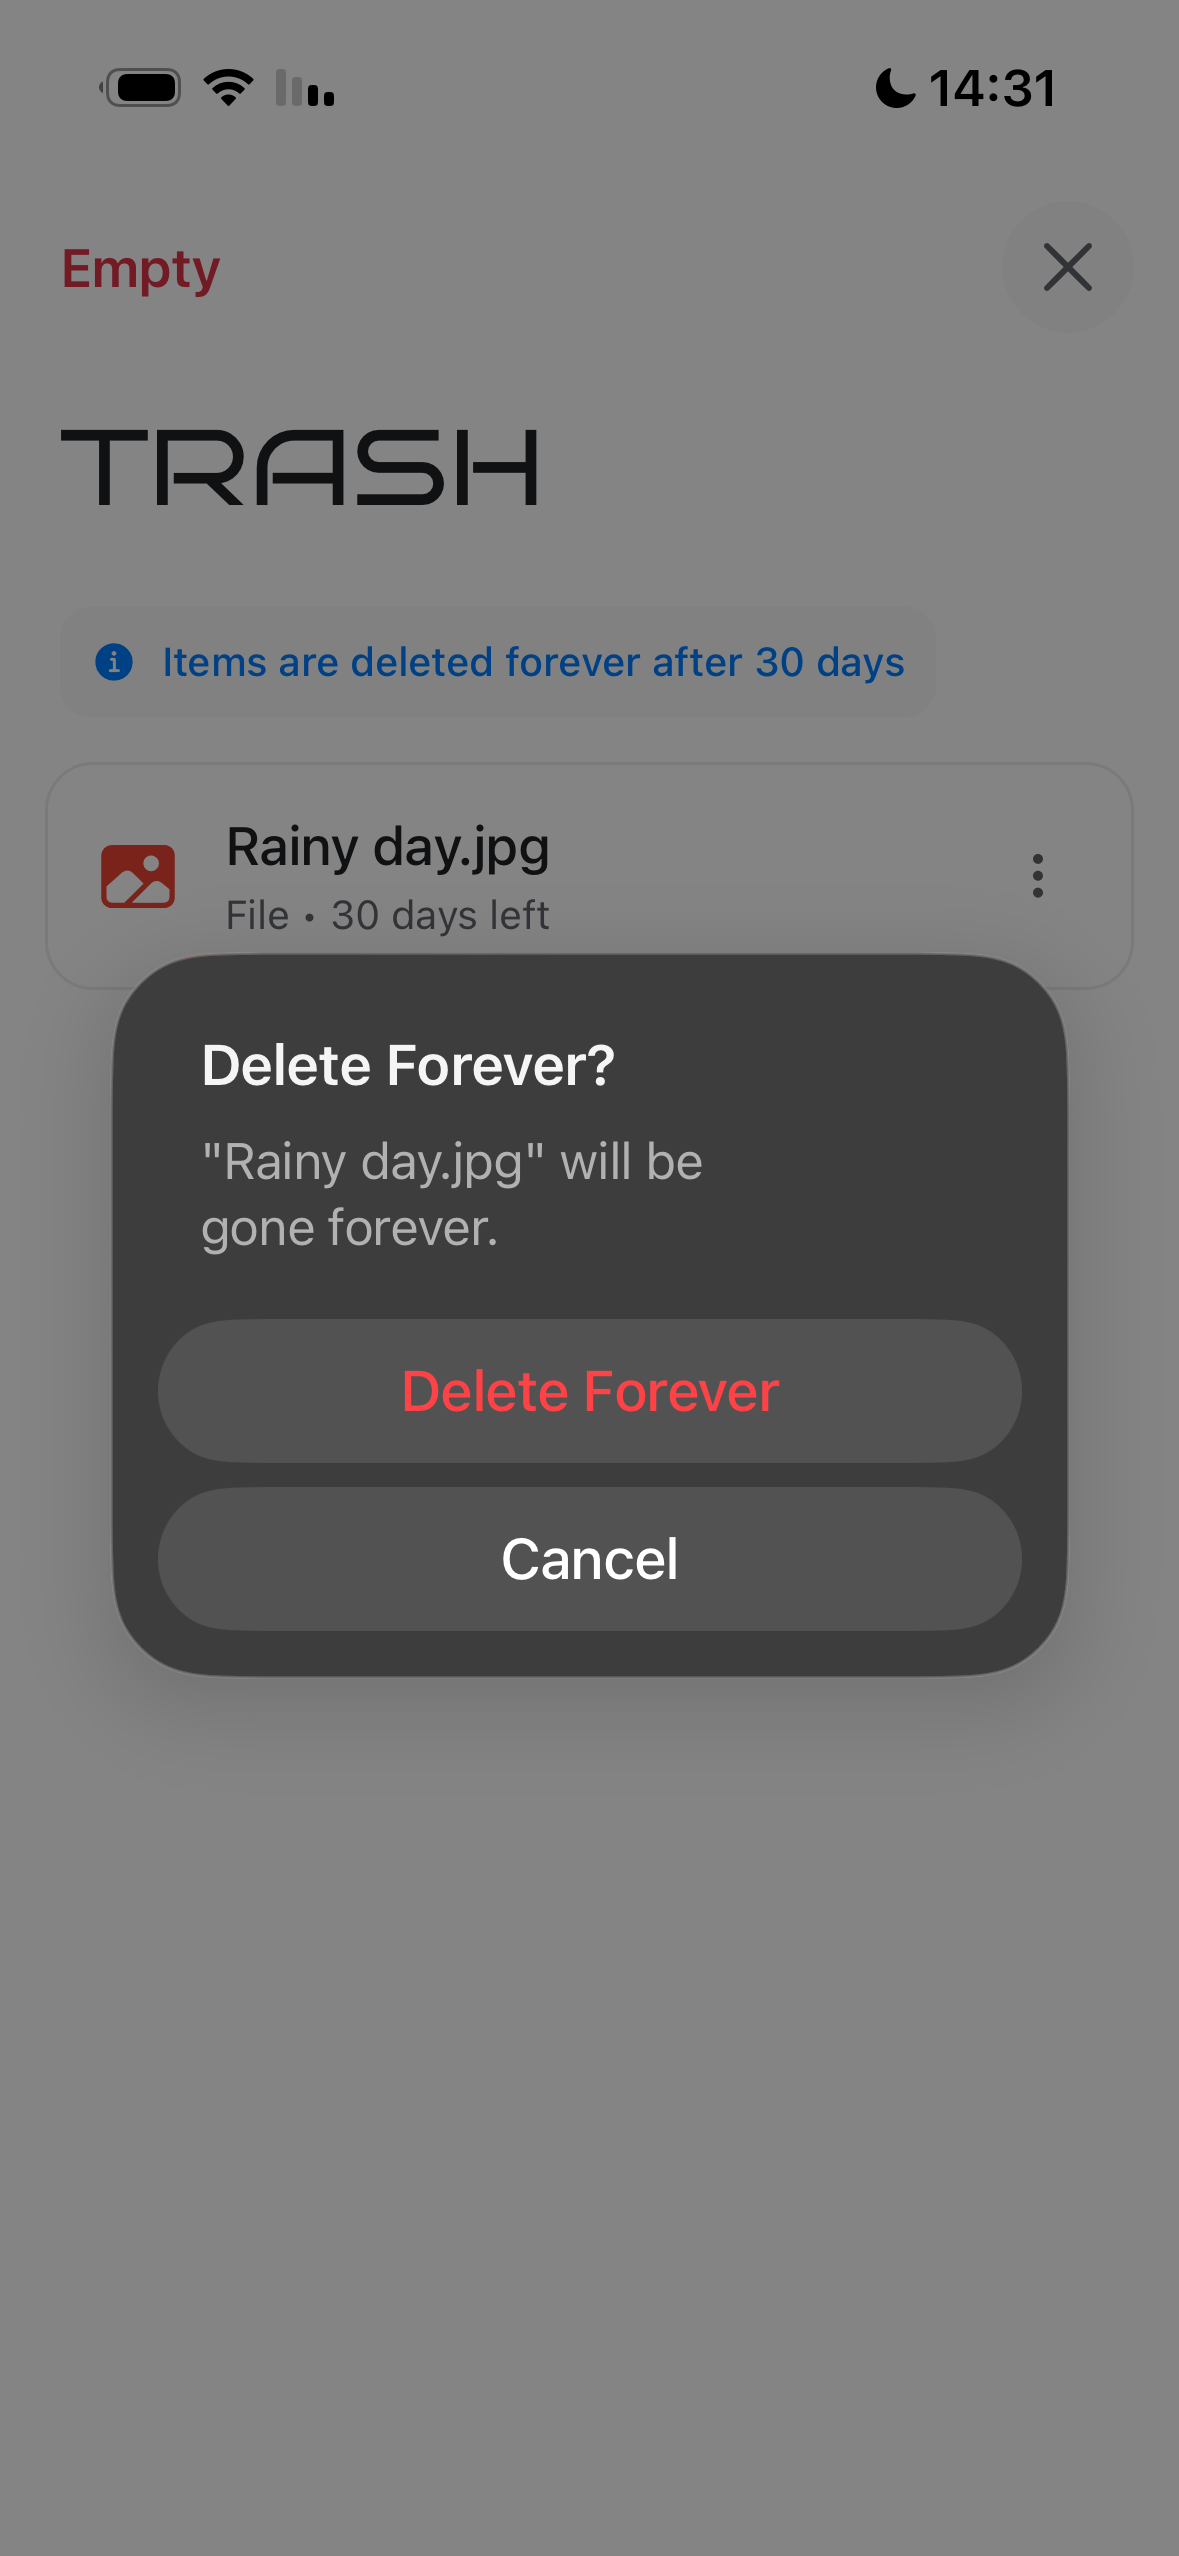 14:31
Empty
TRASH
Items are deleted forever after 30 days
Rainy day.jpg
File • 30 days left
Delete Forever?
"Rainy day.jpg" will be
gone forever.
Delete Forever
Cancel